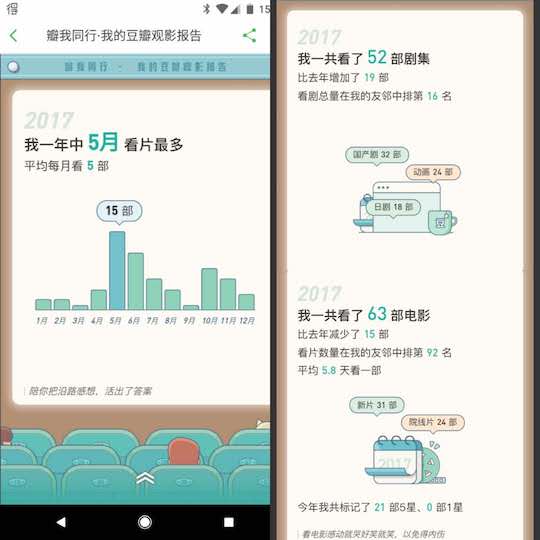 得
15
瓣我同行·我的豆瓣观影报告
瓣我同行 · 我的豆瓣观影报告
2017
我一年中 5月 看片最多
平均每月看 5 部
15 部
1月 2月 3月 4月 5月 6月 7月 8月 9月 10月 11月 12月
陪你把沿路感想，活出了答案
2017
我一共看了 52 部剧集
比去年增加了 19 部
看剧总量在我的友邻中排第 16 名
国产剧 32 部
动画 24 部
日剧 18 部
豆
2017
我一共看了 63 部电影
比去年减少了 15 部
看片数量在我的友邻中排第 92 名
平均 5.8 天看一部
新片 31 部
院线片 24 部
2017
今年我共标记了 21 部5星、0 部1星
看电影感动就哭好笑就笑，以免得内伤